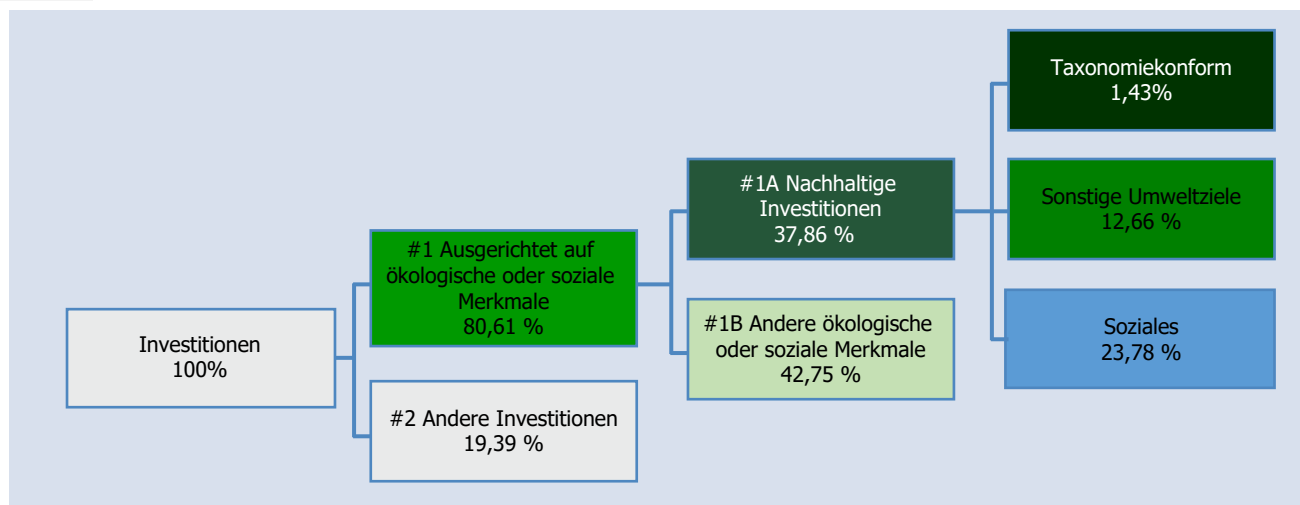 Investitionen
100%
#1 Ausgerichtet auf
ökologische oder soziale
Merkmale
80,61 %
#2 Andere Investitionen
19,39 %
#1A Nachhaltige
Investitionen
37,86 %
#1B Andere ökologische
oder soziale Merkmale
42,75 %
Taxonomiekonform
1,43%
Sonstige Umweltziele
12,66 %
Soziales
23,78 %